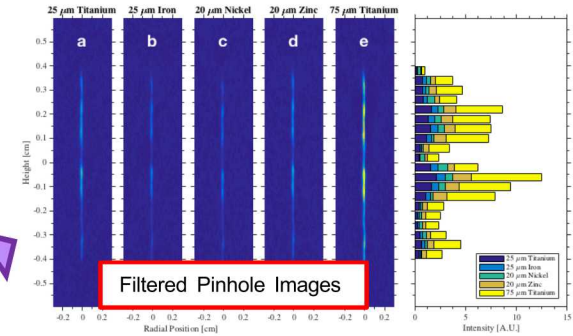 25 μm Titanium 25 μm Iron 20 μm Nickel 20 μm Zinc 75 μm Titanium
a b c d e
Height [cm]
0.5
0.4
0.3
0.2
0.1
0
-0.1
-0.2
-0.3
-0.4
-0.5
Filtered Pinhole Images
25 μm Titanium
25 μm Iron
20 μm Nickel
20 μm Zinc
75 μm Titanium
-0.2 0 0.2 -0.2 0 0.2 -0.2 0 0.2 -0.2 0 0.2 -0.2 0 0.2
Radial Position [cm]
0 5 10 15
Intensity [A.U.]